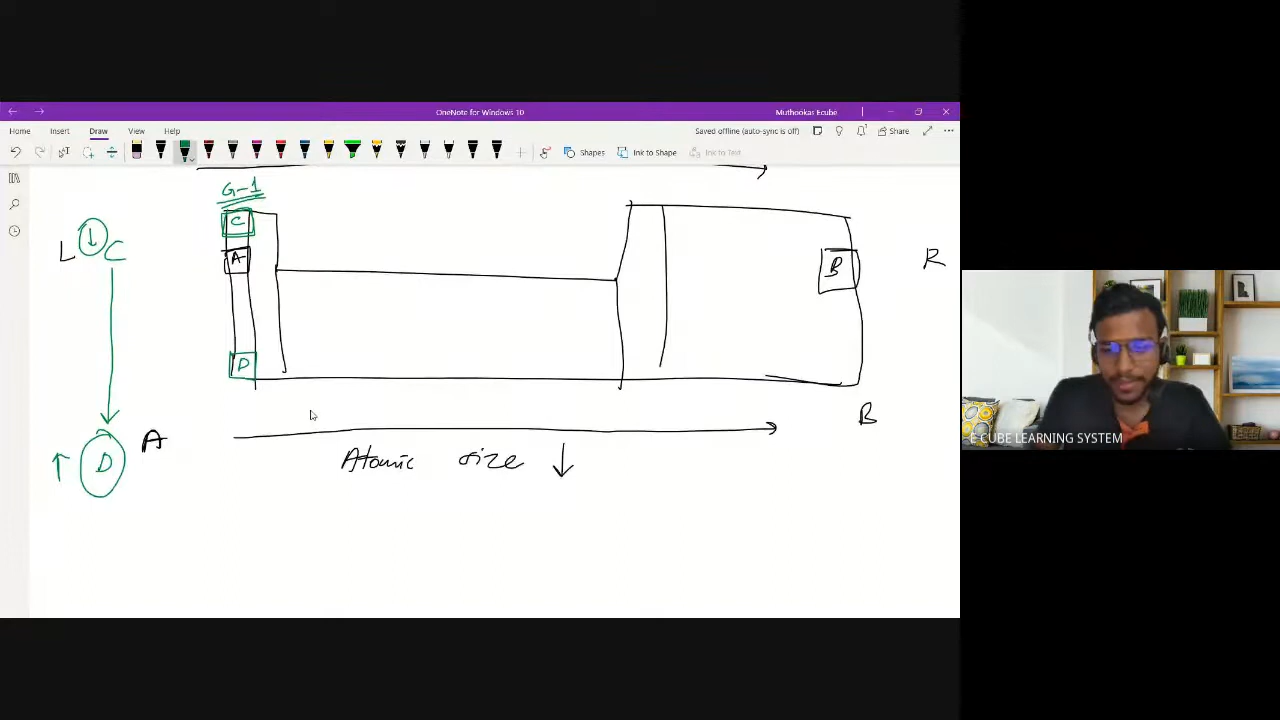 OneNote for Windows 10
Muthookas Ecube
Home Insert Draw View Help
Saved offline (auto-sync is off)
Share
Shapes
Ink to Shape
Ink to Text
G-1
C
L ↓ C
A
B
R
D
A
↑ D
B
Atomic size ↓
E CUBE LEARNING SYSTEM